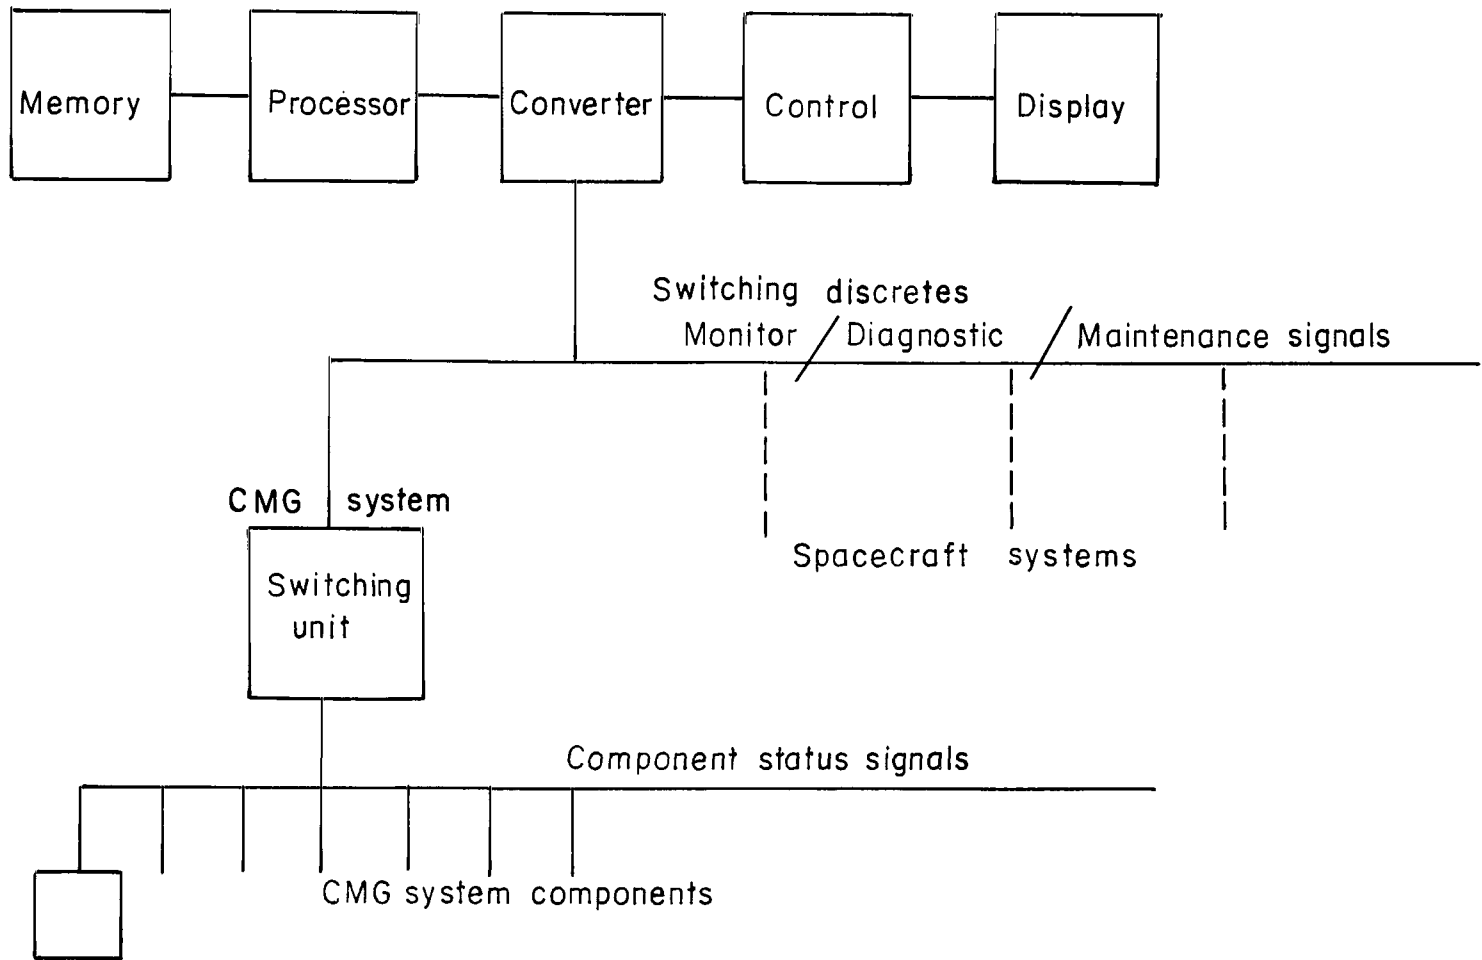 Memory
Processor
Converter
Control
Display
Switching discretes
Monitor / Diagnostic / Maintenance signals
CMG system
Spacecraft systems
Switching
unit
Component status signals
CMG system components